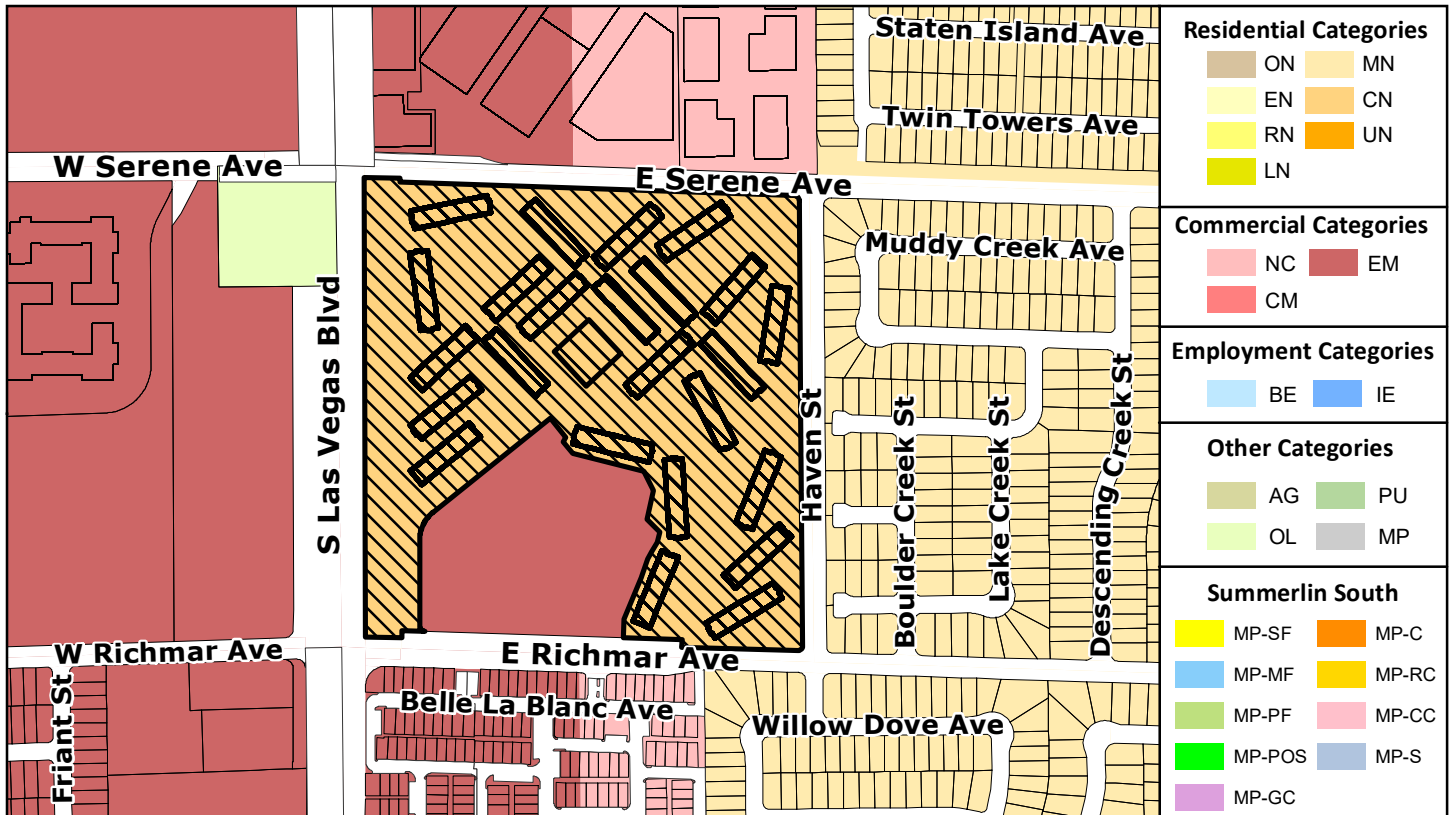 Staten Island Ave
Twin Towers Ave
W Serene Ave
E Serene Ave
Muddy Creek Ave
S Las Vegas Blvd
Haven St
Boulder Creek St
Lake Creek St
Descending Creek St
W Richmar Ave
E Richmar Ave
Friant St
Belle La Blanc Ave
Willow Dove Ave
Residential Categories
ON MN
EN CN
RN UN
LN
Commercial Categories
NC EM
CM
Employment Categories
BE IE
Other Categories
AG PU
OL MP
Summerlin South
MP-SF MP-C
MP-MF MP-RC
MP-PF MP-CC
MP-POS MP-S
MP-GC